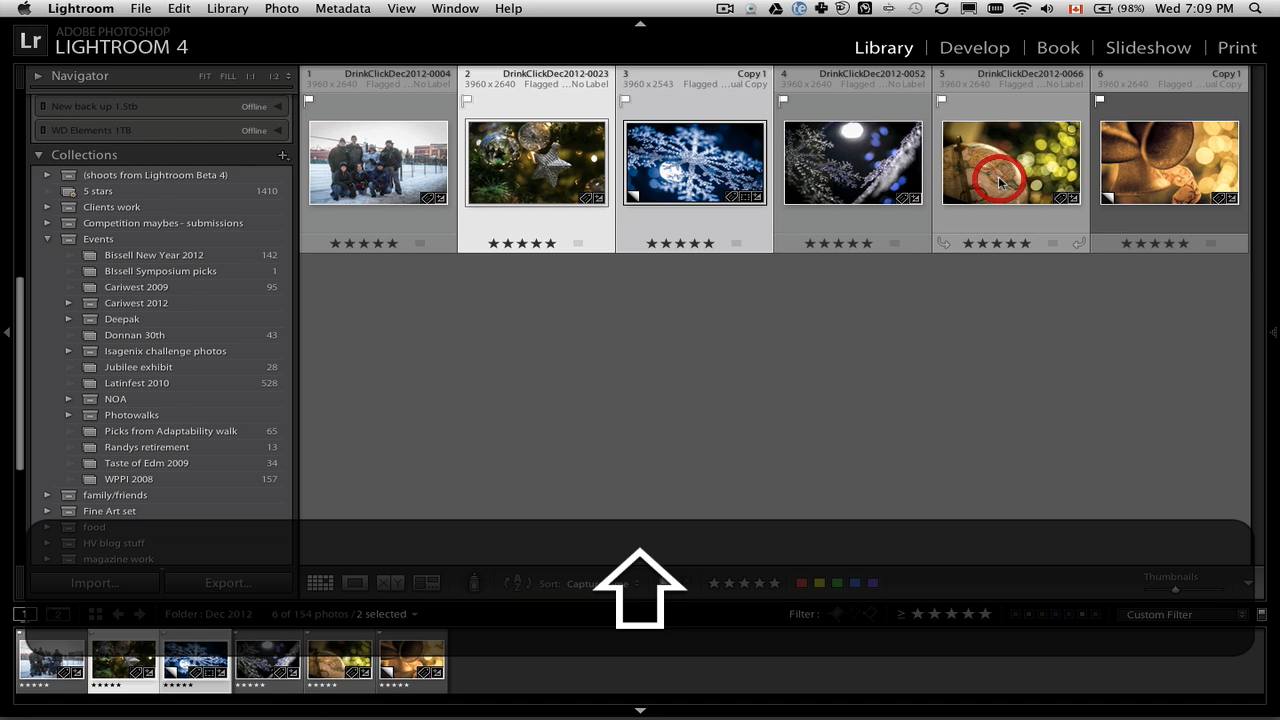 Lightroom File Edit Library Photo Metadata View Window Help (98%) Wed 7:09 PM
Lr ADOBE PHOTOSHOP
LIGHTROOM 4
Library | Develop | Book | Slideshow | Print
Navigator FIT FILL 1:1 1:2
New back up 1.5tb Offline
WD Elements 1TB Offline
Collections
(shoots from Lightroom Beta 4)
5 stars 1410
Clients work
Competition maybes - submissions
Events
Bissell New Year 2012 142
BIssell Symposium picks 1
Cariwest 2009 95
Cariwest 2012
Deepak
Donnan 30th 43
Isagenix challenge photos
Jubilee exhibit 28
Latinfest 2010 528
NOA
Photowalks
Picks from Adaptability walk 65
Randys retirement 13
Taste of Edm 2009 34
WPPI 2008 157
family/friends
Fine Art set
food
HV blog stuff
magazine work
Import... Export...
1 DrinkClickDec2012-0004
3960 x 2640 Flagged ...No Label
2 DrinkClickDec2012-0023
3960 x 2640 Flagged ...No Label
3 Copy 1
3960 x 2543 Flagged ...ual Copy
4 DrinkClickDec2012-0052
3960 x 2640 Flagged ...No Label
5 DrinkClickDec2012-0066
3960 x 2640 Flagged ...No Label
6 Copy 1
3960 x 2640 Flagged ...ual Copy
X Y Sort: Thumbnails
1 2 Folder : Dec 2012 6 of 154 photos / 2 selected Filter : ≥ Custom Filter